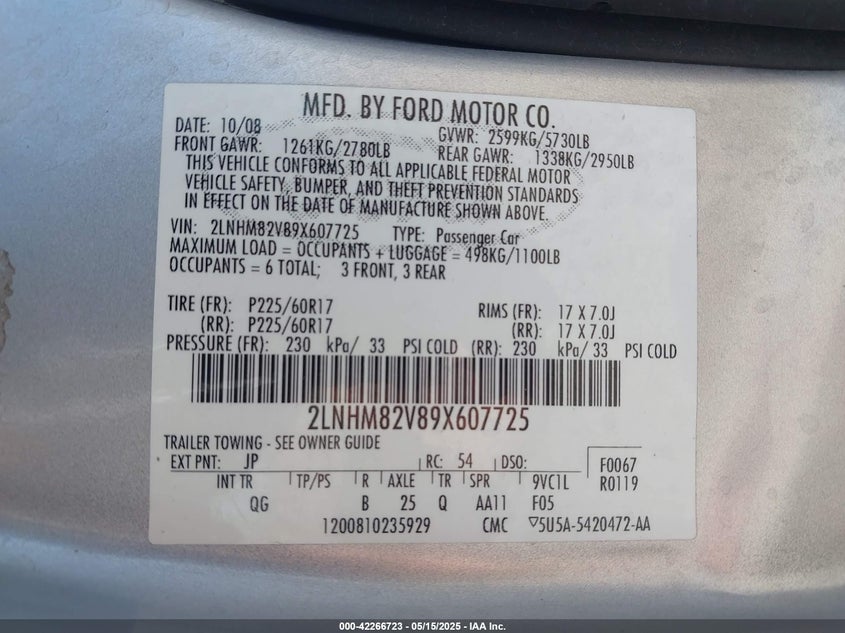 MFD. BY FORD MOTOR CO.
DATE: 10/08 GVWR: 2599KG/5730LB
FRONT GAWR: 1261KG/2780LB REAR GAWR: 1338KG/2950LB
THIS VEHICLE CONFORMS TO ALL APPLICABLE FEDERAL MOTOR
VEHICLE SAFETY, BUMPER, AND THEFT PREVENTION STANDARDS
IN EFFECT ON THE DATE OF MANUFACTURE SHOWN ABOVE.
VIN: 2LNHM82V89X607725 TYPE: Passenger Car
MAXIMUM LOAD = OCCUPANTS + LUGGAGE = 498KG/1100LB
OCCUPANTS = 6 TOTAL; 3 FRONT, 3 REAR
TIRE (FR): P225/60R17 RIMS (FR): 17 X 7.0J
(RR): P225/60R17 (RR): 17 X 7.0J
PRESSURE (FR): 230 kPa/ 33 PSI COLD (RR): 230 kPa/ 33 PSI COLD
2LNHM82V89X607725
TRAILER TOWING - SEE OWNER GUIDE
EXT PNT: JP RC: 54 DSO: F0067
INT TR TP/PS R AXLE TR SPR 9VC1L R0119
QG B 25 Q AA11 F05
1200810235929 CMC ▽5U5A-5420472-AA
000-42266723 — 05/15/2025 — IAA Inc.